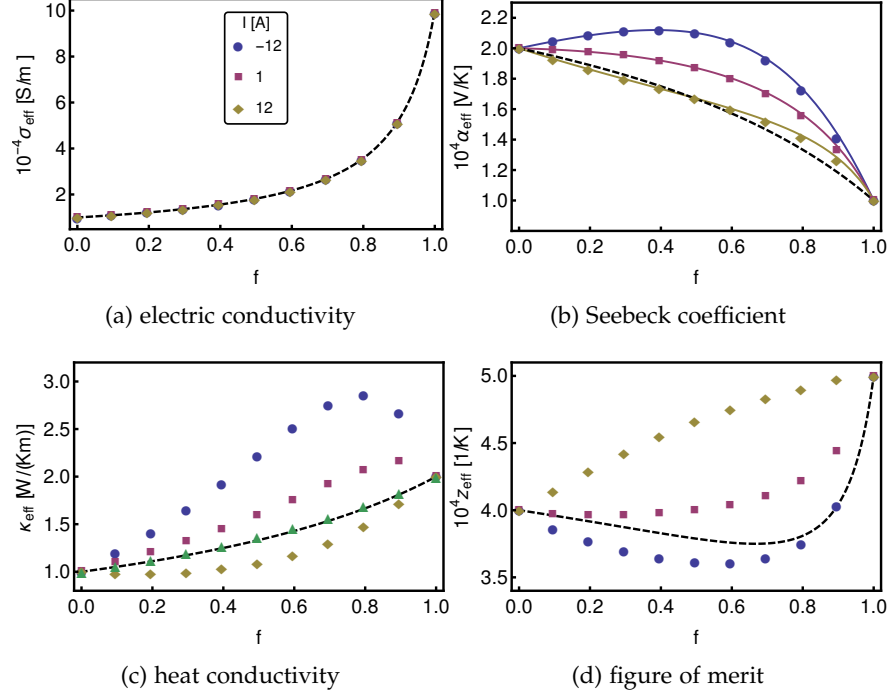 10
8
6
4
2
10⁻⁴σeff [S/m]
I [A]
−12
1
12
0.0 0.2 0.4 0.6 0.8 1.0
f
(a) electric conductivity
2.2
2.0
1.8
1.6
1.4
1.2
1.0
10⁴αeff [V/K]
0.0 0.2 0.4 0.6 0.8 1.0
f
(b) Seebeck coefficient
3.0
2.5
2.0
1.5
1.0
κeff [W/(Km)]
0.0 0.2 0.4 0.6 0.8 1.0
f
(c) heat conductivity
5.0
4.5
4.0
3.5
10⁴zeff [1/K]
0.0 0.2 0.4 0.6 0.8 1.0
f
(d) figure of merit